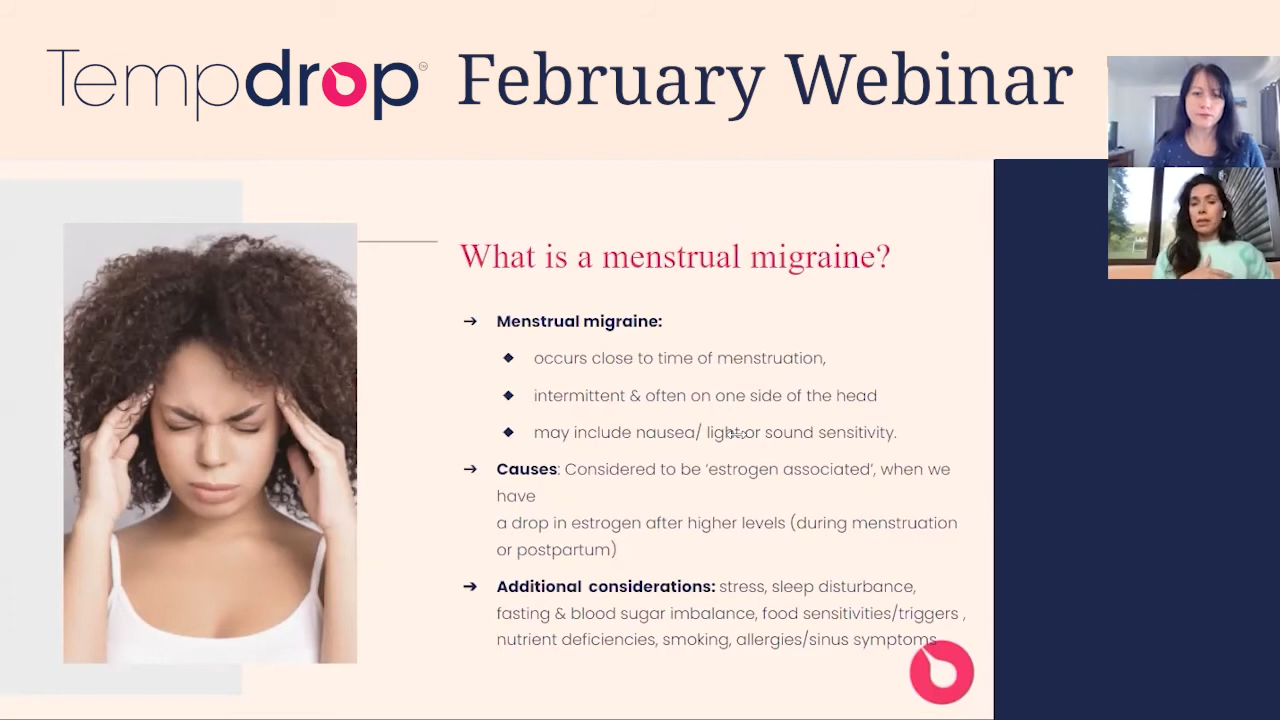 Tempdrop™ February Webinar
What is a menstrual migraine?
➔ Menstrual migraine:
❖ occurs close to time of menstruation,
❖ intermittent & often on one side of the head
❖ may include nausea/ light or sound sensitivity.
➔ Causes: Considered to be ‘estrogen associated’, when we
have
a drop in estrogen after higher levels (during menstruation
or postpartum)
➔ Additional considerations: stress, sleep disturbance,
fasting & blood sugar imbalance, food sensitivities/triggers ,
nutrient deficiencies, smoking, allergies/sinus symptoms